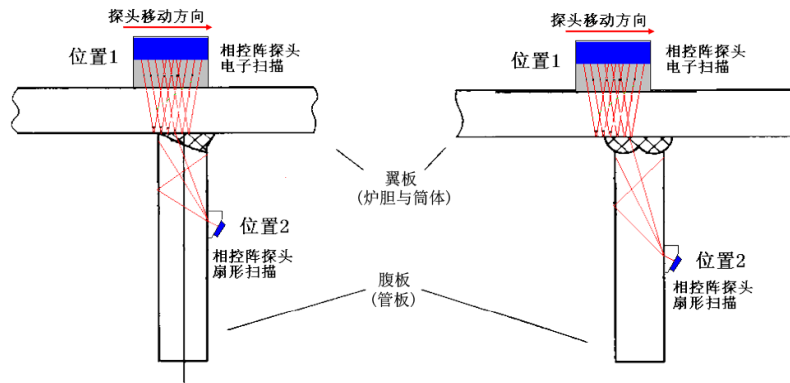 探头移动方向
位置1
相控阵探头
电子扫描
位置2
相控阵探头
扇形扫描
翼板
(炉胆与筒体)
腹板
(管板)
探头移动方向
位置1
相控阵探头
电子扫描
位置2
相控阵探头
扇形扫描